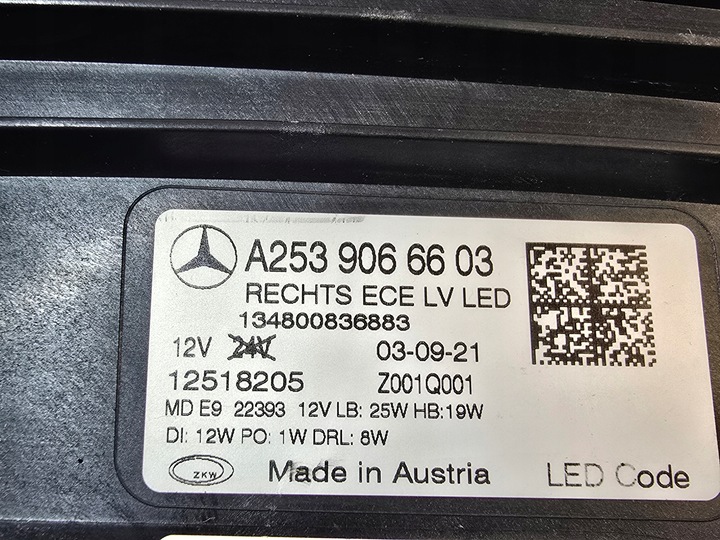 A253 906 66 03
RECHTS ECE LV LED
134800836883
12V 24V 03-09-21
12518205 Z001Q001
MD E9 22393 12V LB: 25W HB: 19W
DI: 12W PO: 1W DRL: 8W
ZKW Made in Austria LED Code